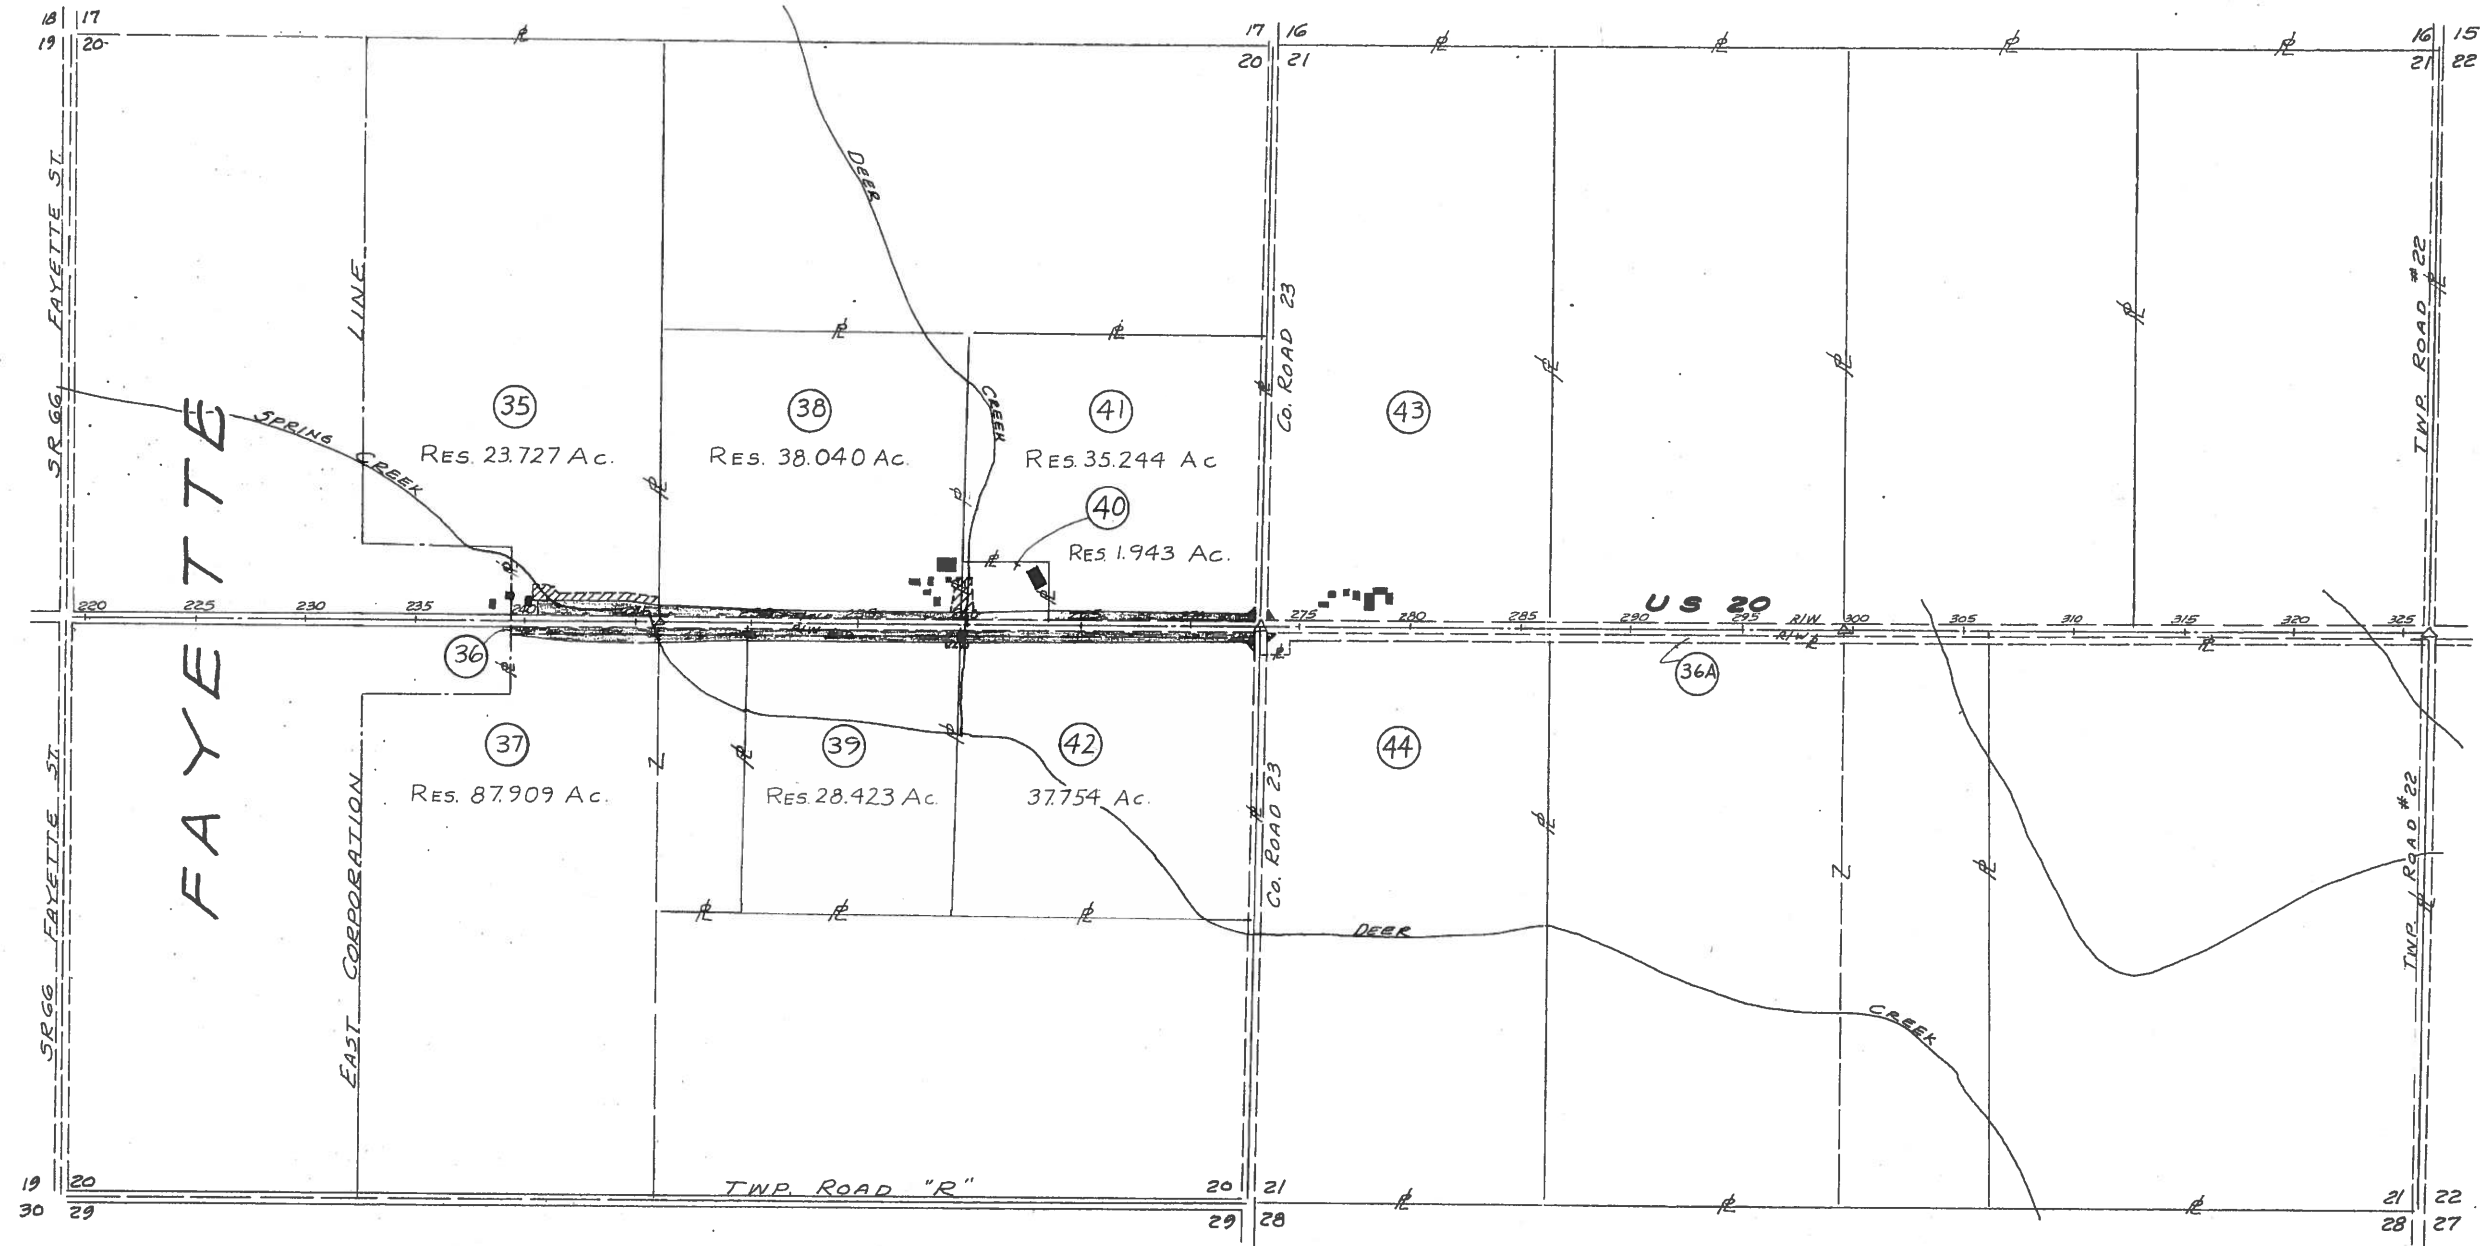 18 17
17 16
16 15
19 20
20 21
21 22
℄
DEER
CREEK
SR 66 FAYETTE ST.
LINE
Co. ROAD 23
TWP. ROAD #22
SPRING
CREEK
FAYETTE
35
RES. 23.727 Ac.
38
RES. 38.040 Ac.
41
RES. 35.244 Ac
43
40
RES. 1.943 Ac.
US 20
220 225 230 235 240 275 280 285 290 295 R/W 300 305 310 315 320 325
R/W
R/W
36
36A
37
RES. 87.909 Ac.
39
RES. 28.423 Ac.
42
37.754 Ac.
44
SR66 FAYETTE ST.
EAST CORPORATION
Co. ROAD 23
TWP. ROAD #22
DEER
CREEK
TWP. ROAD "R"
19 20
20 21
21 22
30 29
29 28
28 27